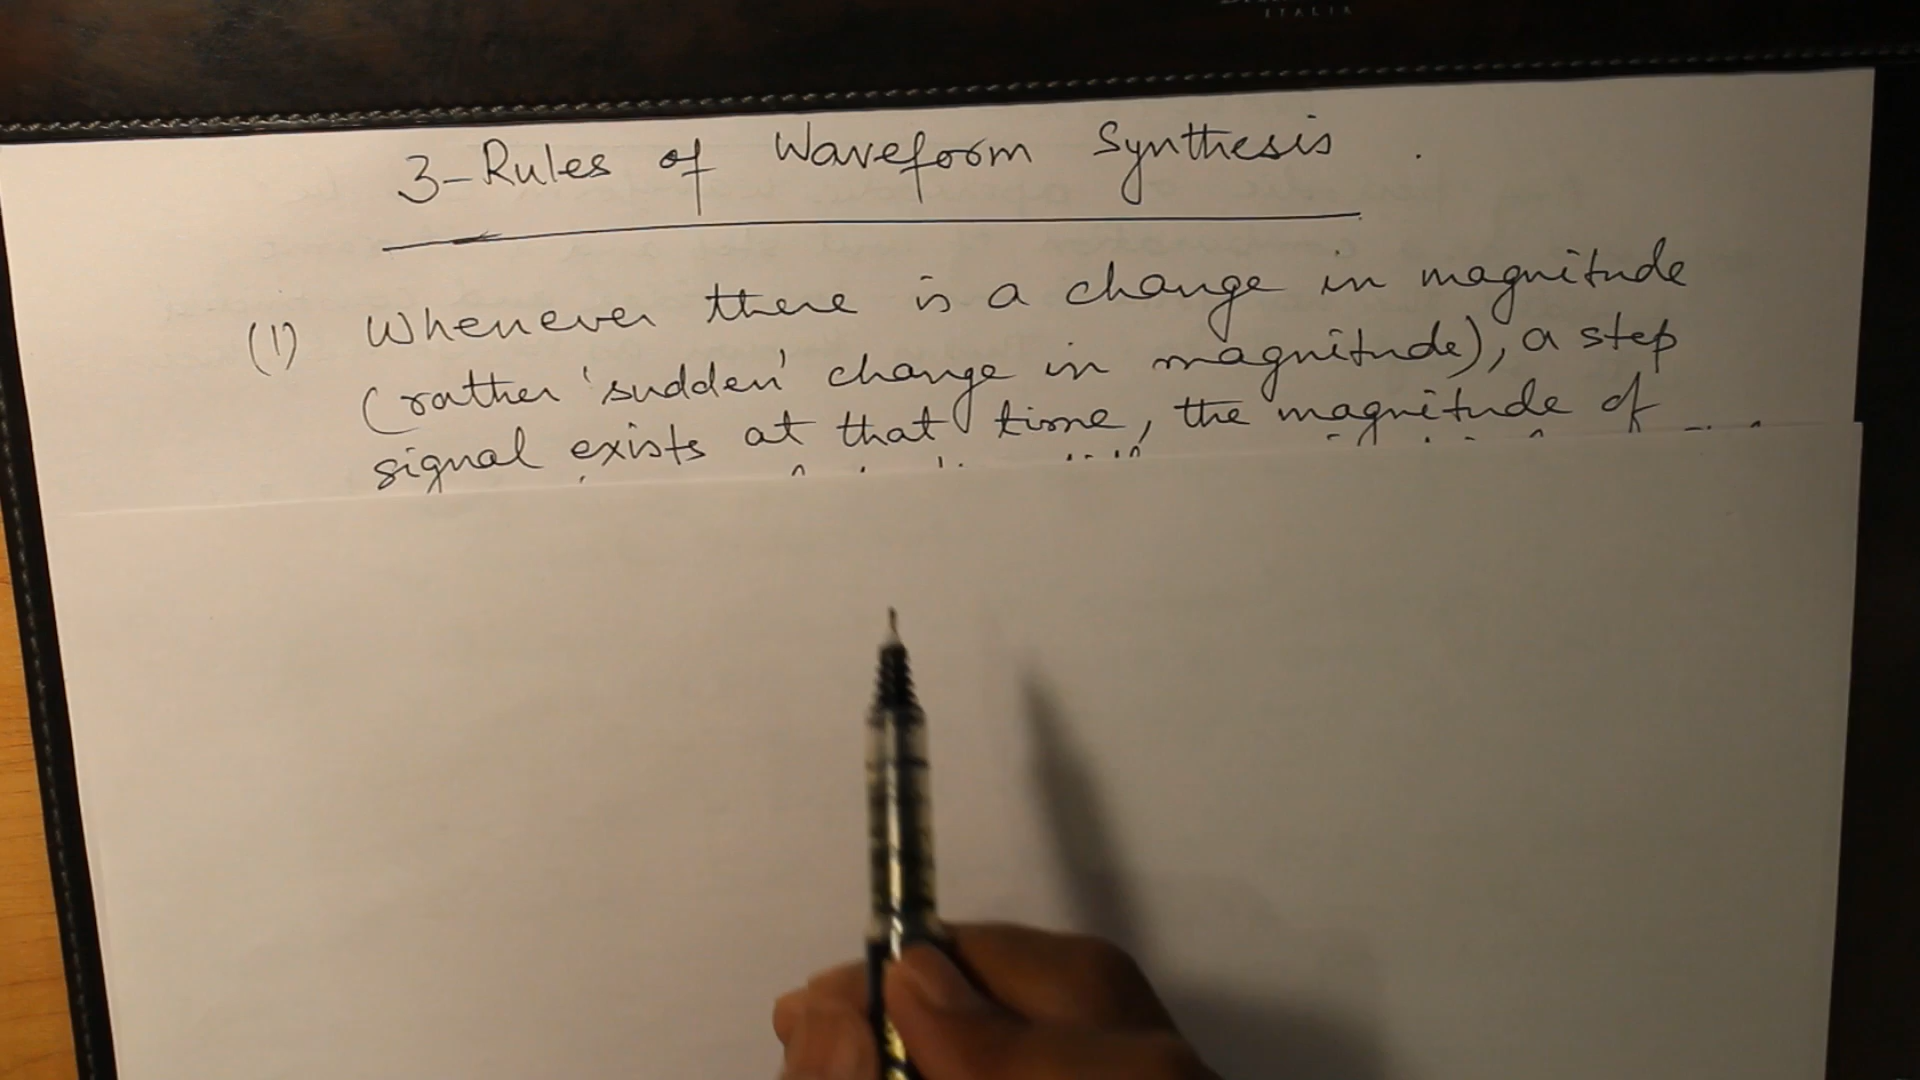 ITALIA
3-Rules of Waveform Synthesis.
(1) Whenever there is a change in magnitude
(rather 'sudden' change in magnitude), a step
signal exists at that time, the magnitude of